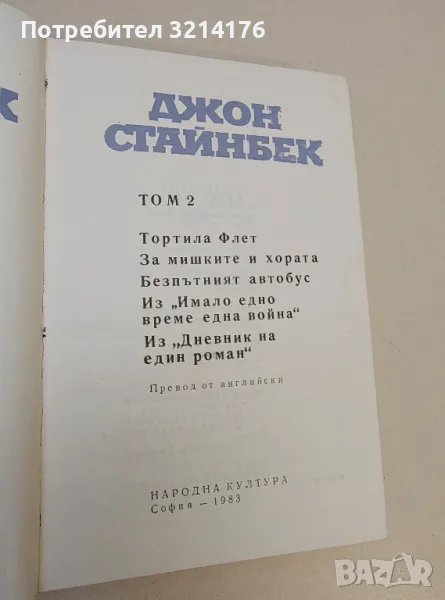 Потребител 3214176
К
ДЖОН
СТАЙНБЕК
ТОМ 2
Тортила Флет
За мишките и хората
Безпътният автобус
Из „Имало едно
време една война“
Из „Дневник на
един роман“
Превод от английски
НАРОДНА КУЛТУРА
София — 1983
BAZAR